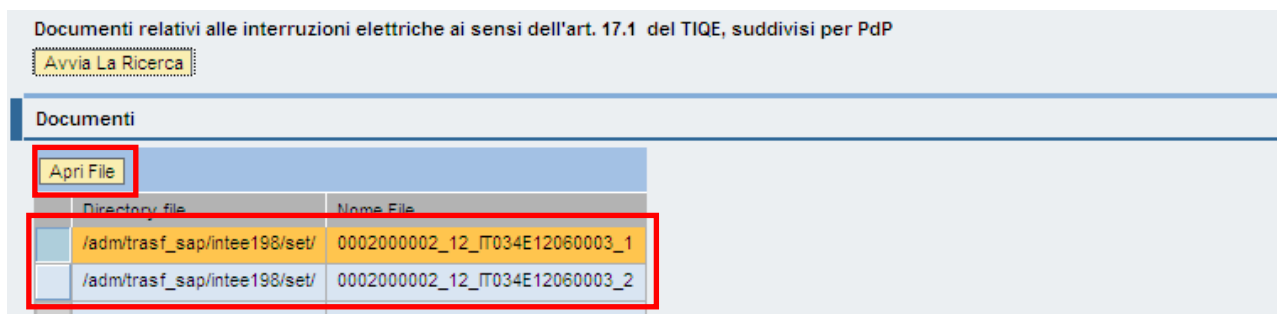 Documenti relativi alle interruzioni elettriche ai sensi dell'art. 17.1 del TIQE, suddivisi per PdP
Avvia La Ricerca
Documenti
Apri File
Directory file Nome File
/adm/trasf_sap/intee198/set/ 0002000002_12_IT034E12060003_1
/adm/trasf_sap/intee198/set/ 0002000002_12_IT034E12060003_2